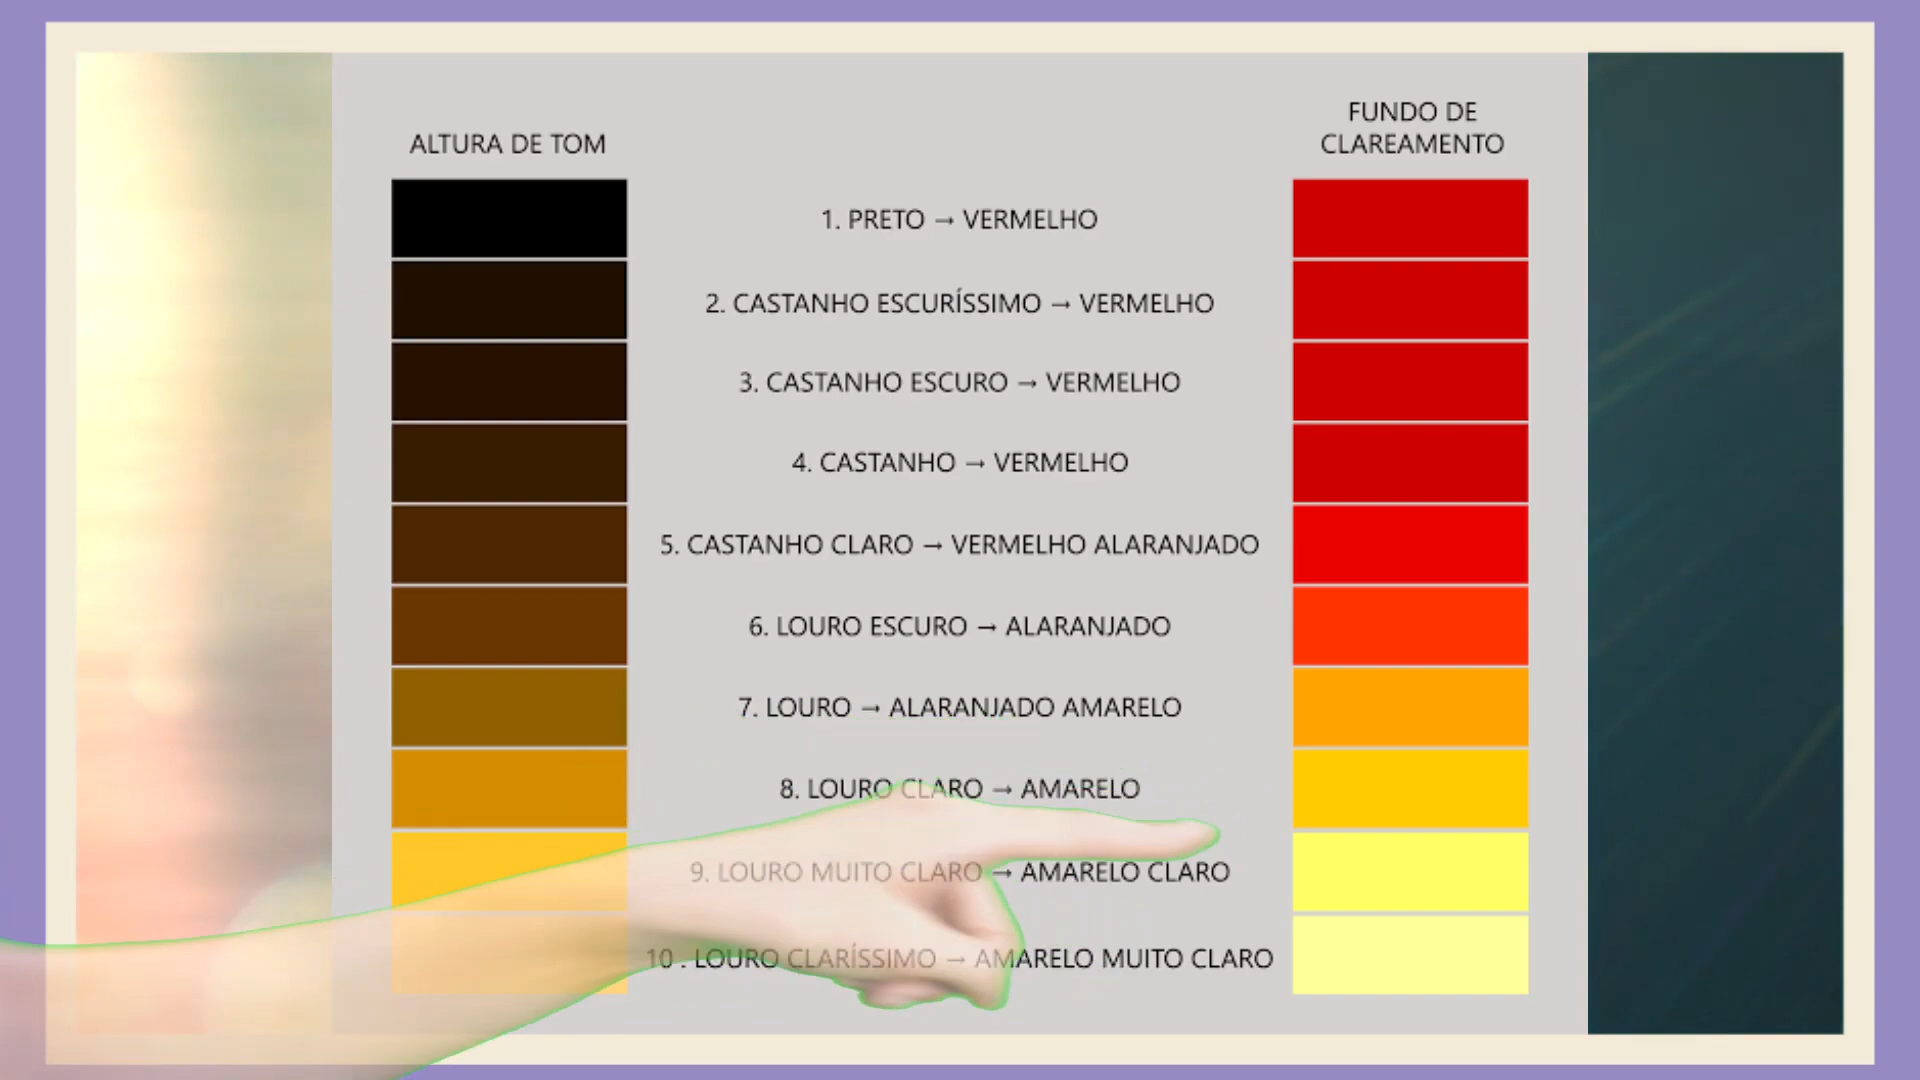 ALTURA DE TOM
FUNDO DE
CLAREAMENTO
1. PRETO → VERMELHO
2. CASTANHO ESCURÍSSIMO → VERMELHO
3. CASTANHO ESCURO → VERMELHO
4. CASTANHO → VERMELHO
5. CASTANHO CLARO → VERMELHO ALARANJADO
6. LOURO ESCURO → ALARANJADO
7. LOURO → ALARANJADO AMARELO
8. LOURO CLARO → AMARELO
9. LOURO MUITO CLARO → AMARELO CLARO
10 . LOURO CLARÍSSIMO → AMARELO MUITO CLARO